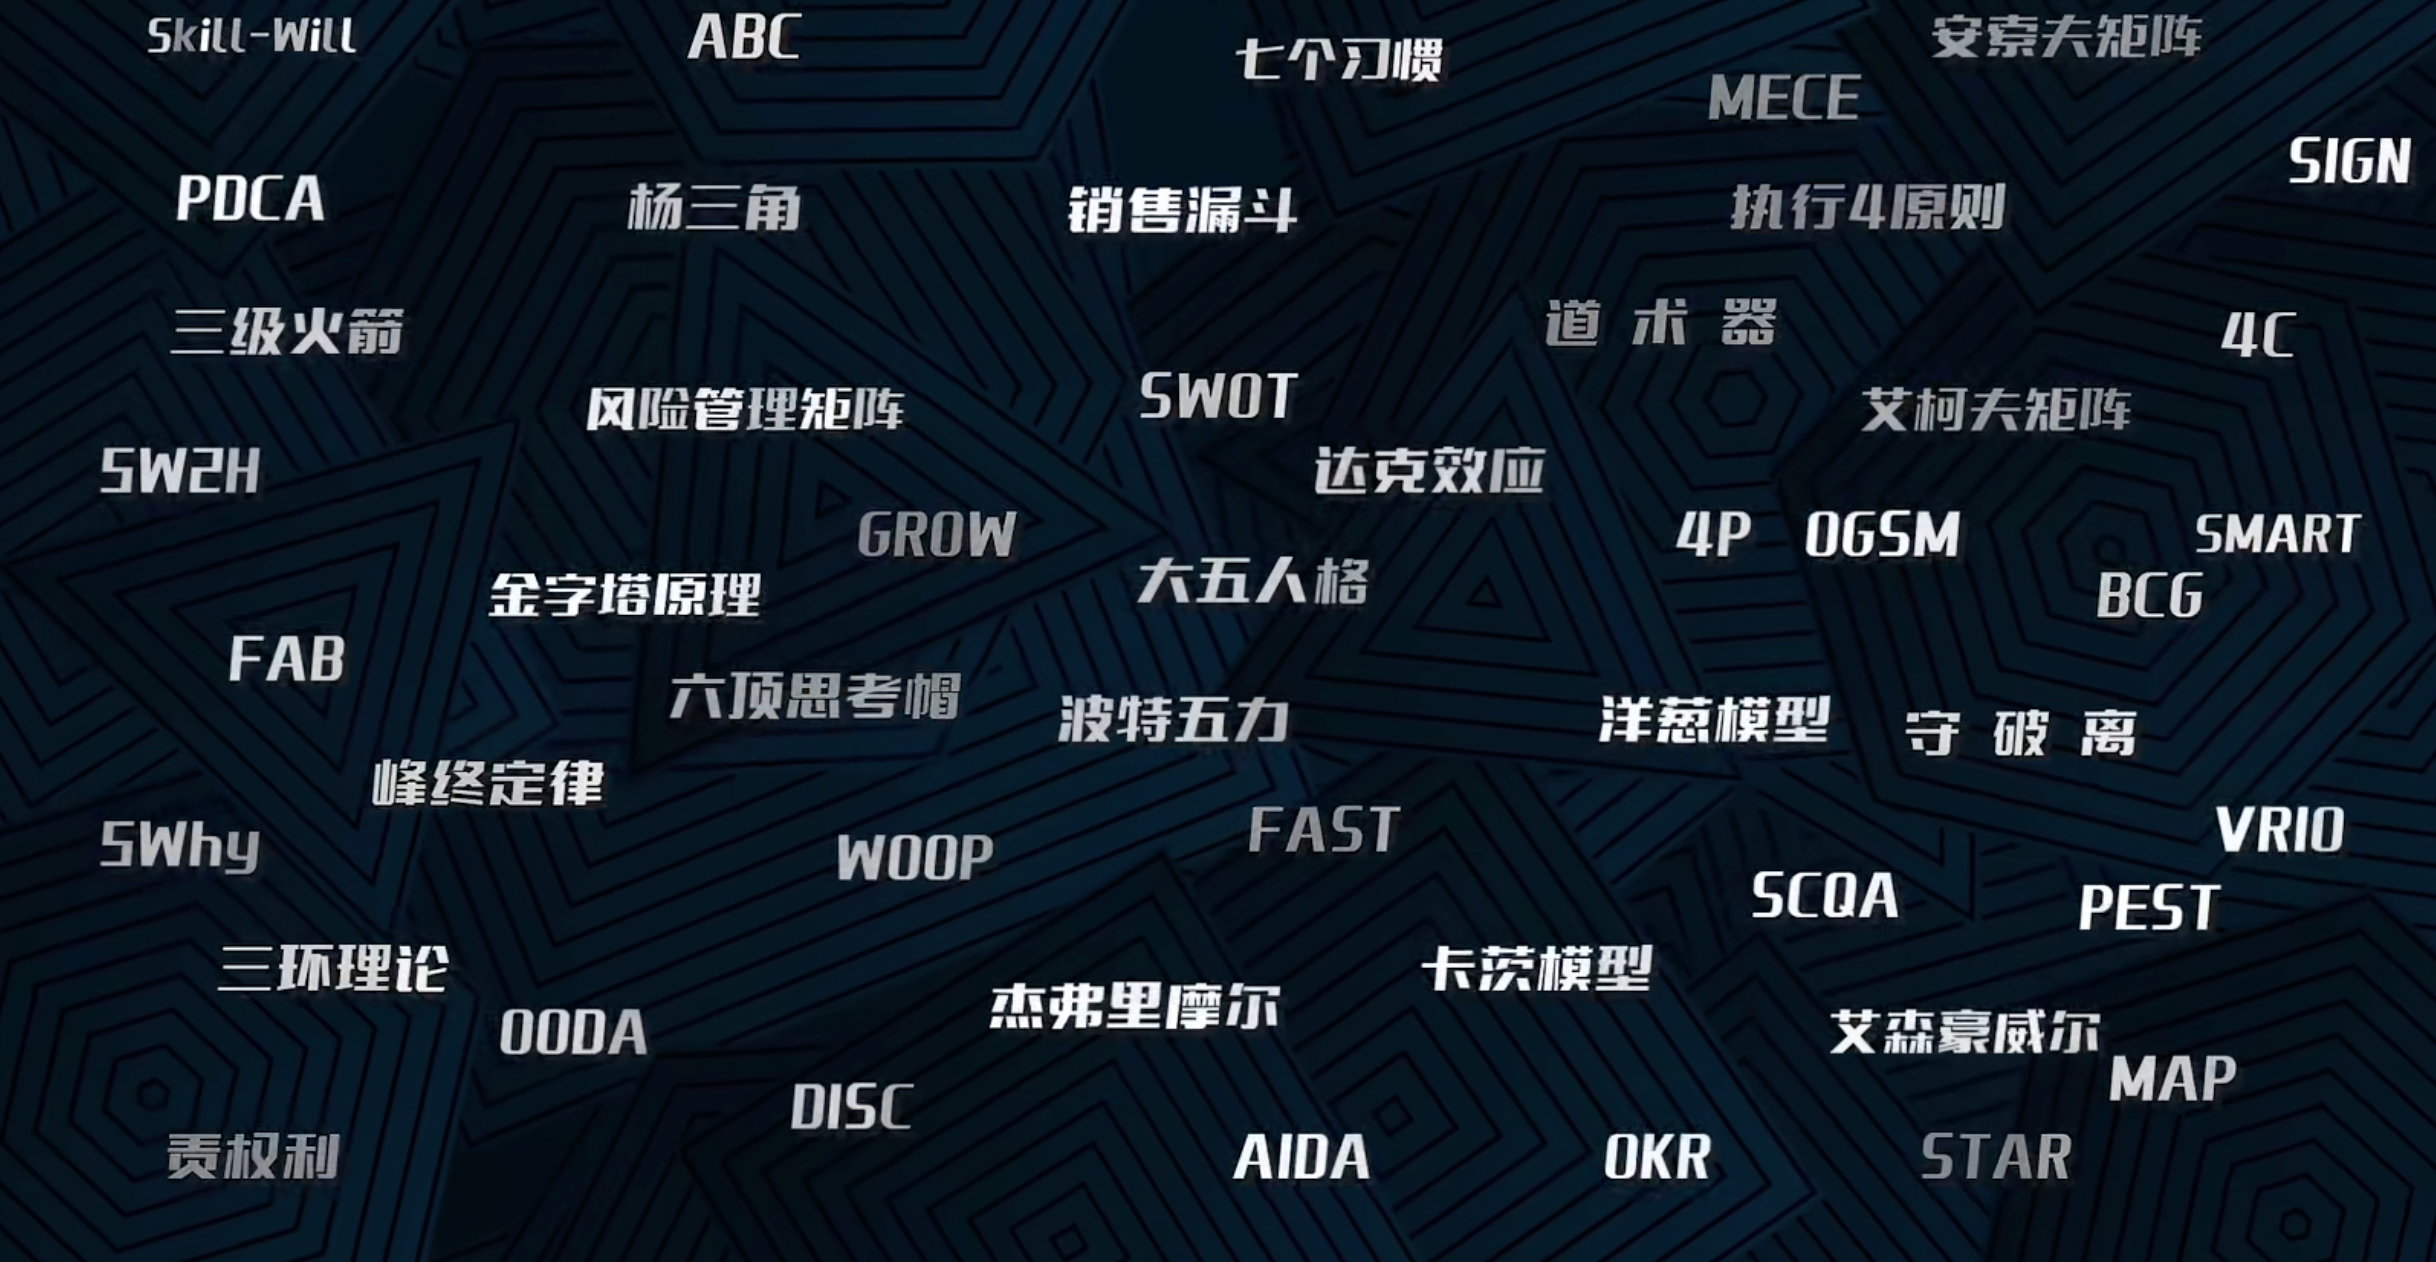 Skill-Will
ABC
七个习惯
安索夫矩阵
MECE
SIGN
PDCA
杨三角
销售漏斗
执行4原则
三级火箭
道 术 器
4C
风险管理矩阵
SWOT
艾柯夫矩阵
5W2H
达克效应
GROW
4P
OGSM
SMART
金字塔原理
大五人格
BCG
FAB
六顶思考帽
波特五力
洋葱模型
守 破 离
峰终定律
5Why
WOOP
FAST
VRIO
SCQA
PEST
三环理论
卡茨模型
OODA
杰弗里摩尔
艾森豪威尔
MAP
DISC
责权利
AIDA
OKR
STAR